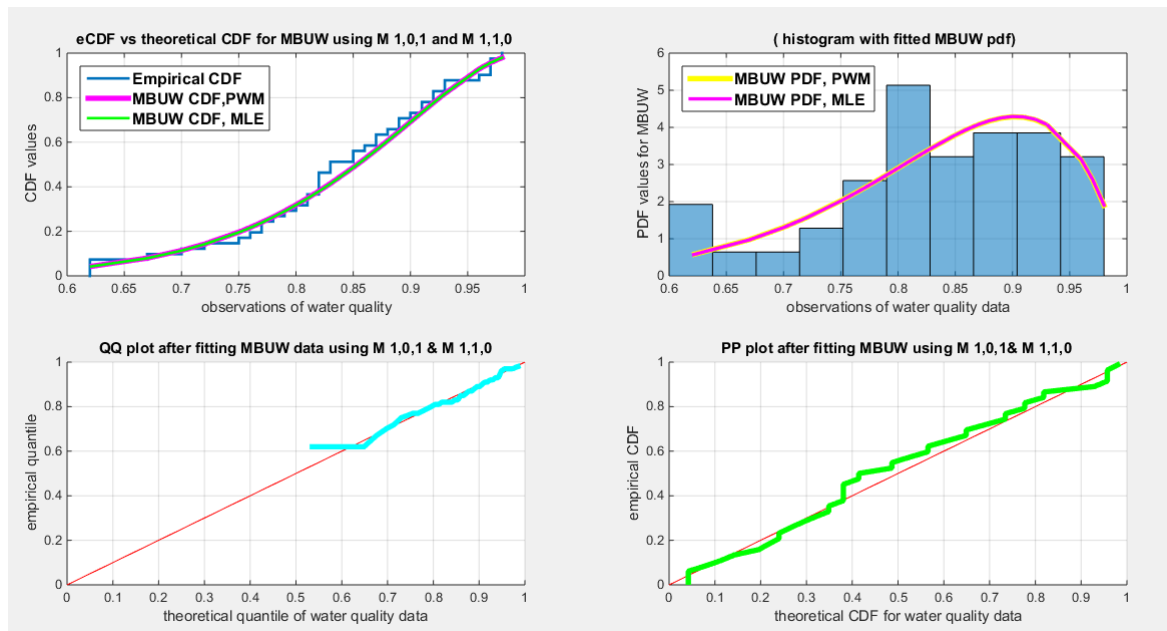 eCDF vs theoretical CDF for MBUW using M 1,0,1 and M 1,1,0
CDF values
1
0.8
0.6
0.4
0.2
0
Empirical CDF
MBUW CDF,PWM
MBUW CDF, MLE
0.6 0.65 0.7 0.75 0.8 0.85 0.9 0.95 1
observations of water quality
( histogram with fitted MBUW pdf)
PDF values for MBUW
6
5
4
3
2
1
0
MBUW PDF, PWM
MBUW PDF, MLE
0.6 0.65 0.7 0.75 0.8 0.85 0.9 0.95 1
observations of water quality data
QQ plot after fitting MBUW data using M 1,0,1 & M 1,1,0
empirical quantile
1
0.8
0.6
0.4
0.2
0
0 0.1 0.2 0.3 0.4 0.5 0.6 0.7 0.8 0.9 1
theoretical quantile of water quality data
PP plot after fitting MBUW using M 1,0,1& M 1,1,0
empirical CDF
1
0.8
0.6
0.4
0.2
0
0 0.1 0.2 0.3 0.4 0.5 0.6 0.7 0.8 0.9 1
theoretical CDF for water quality data